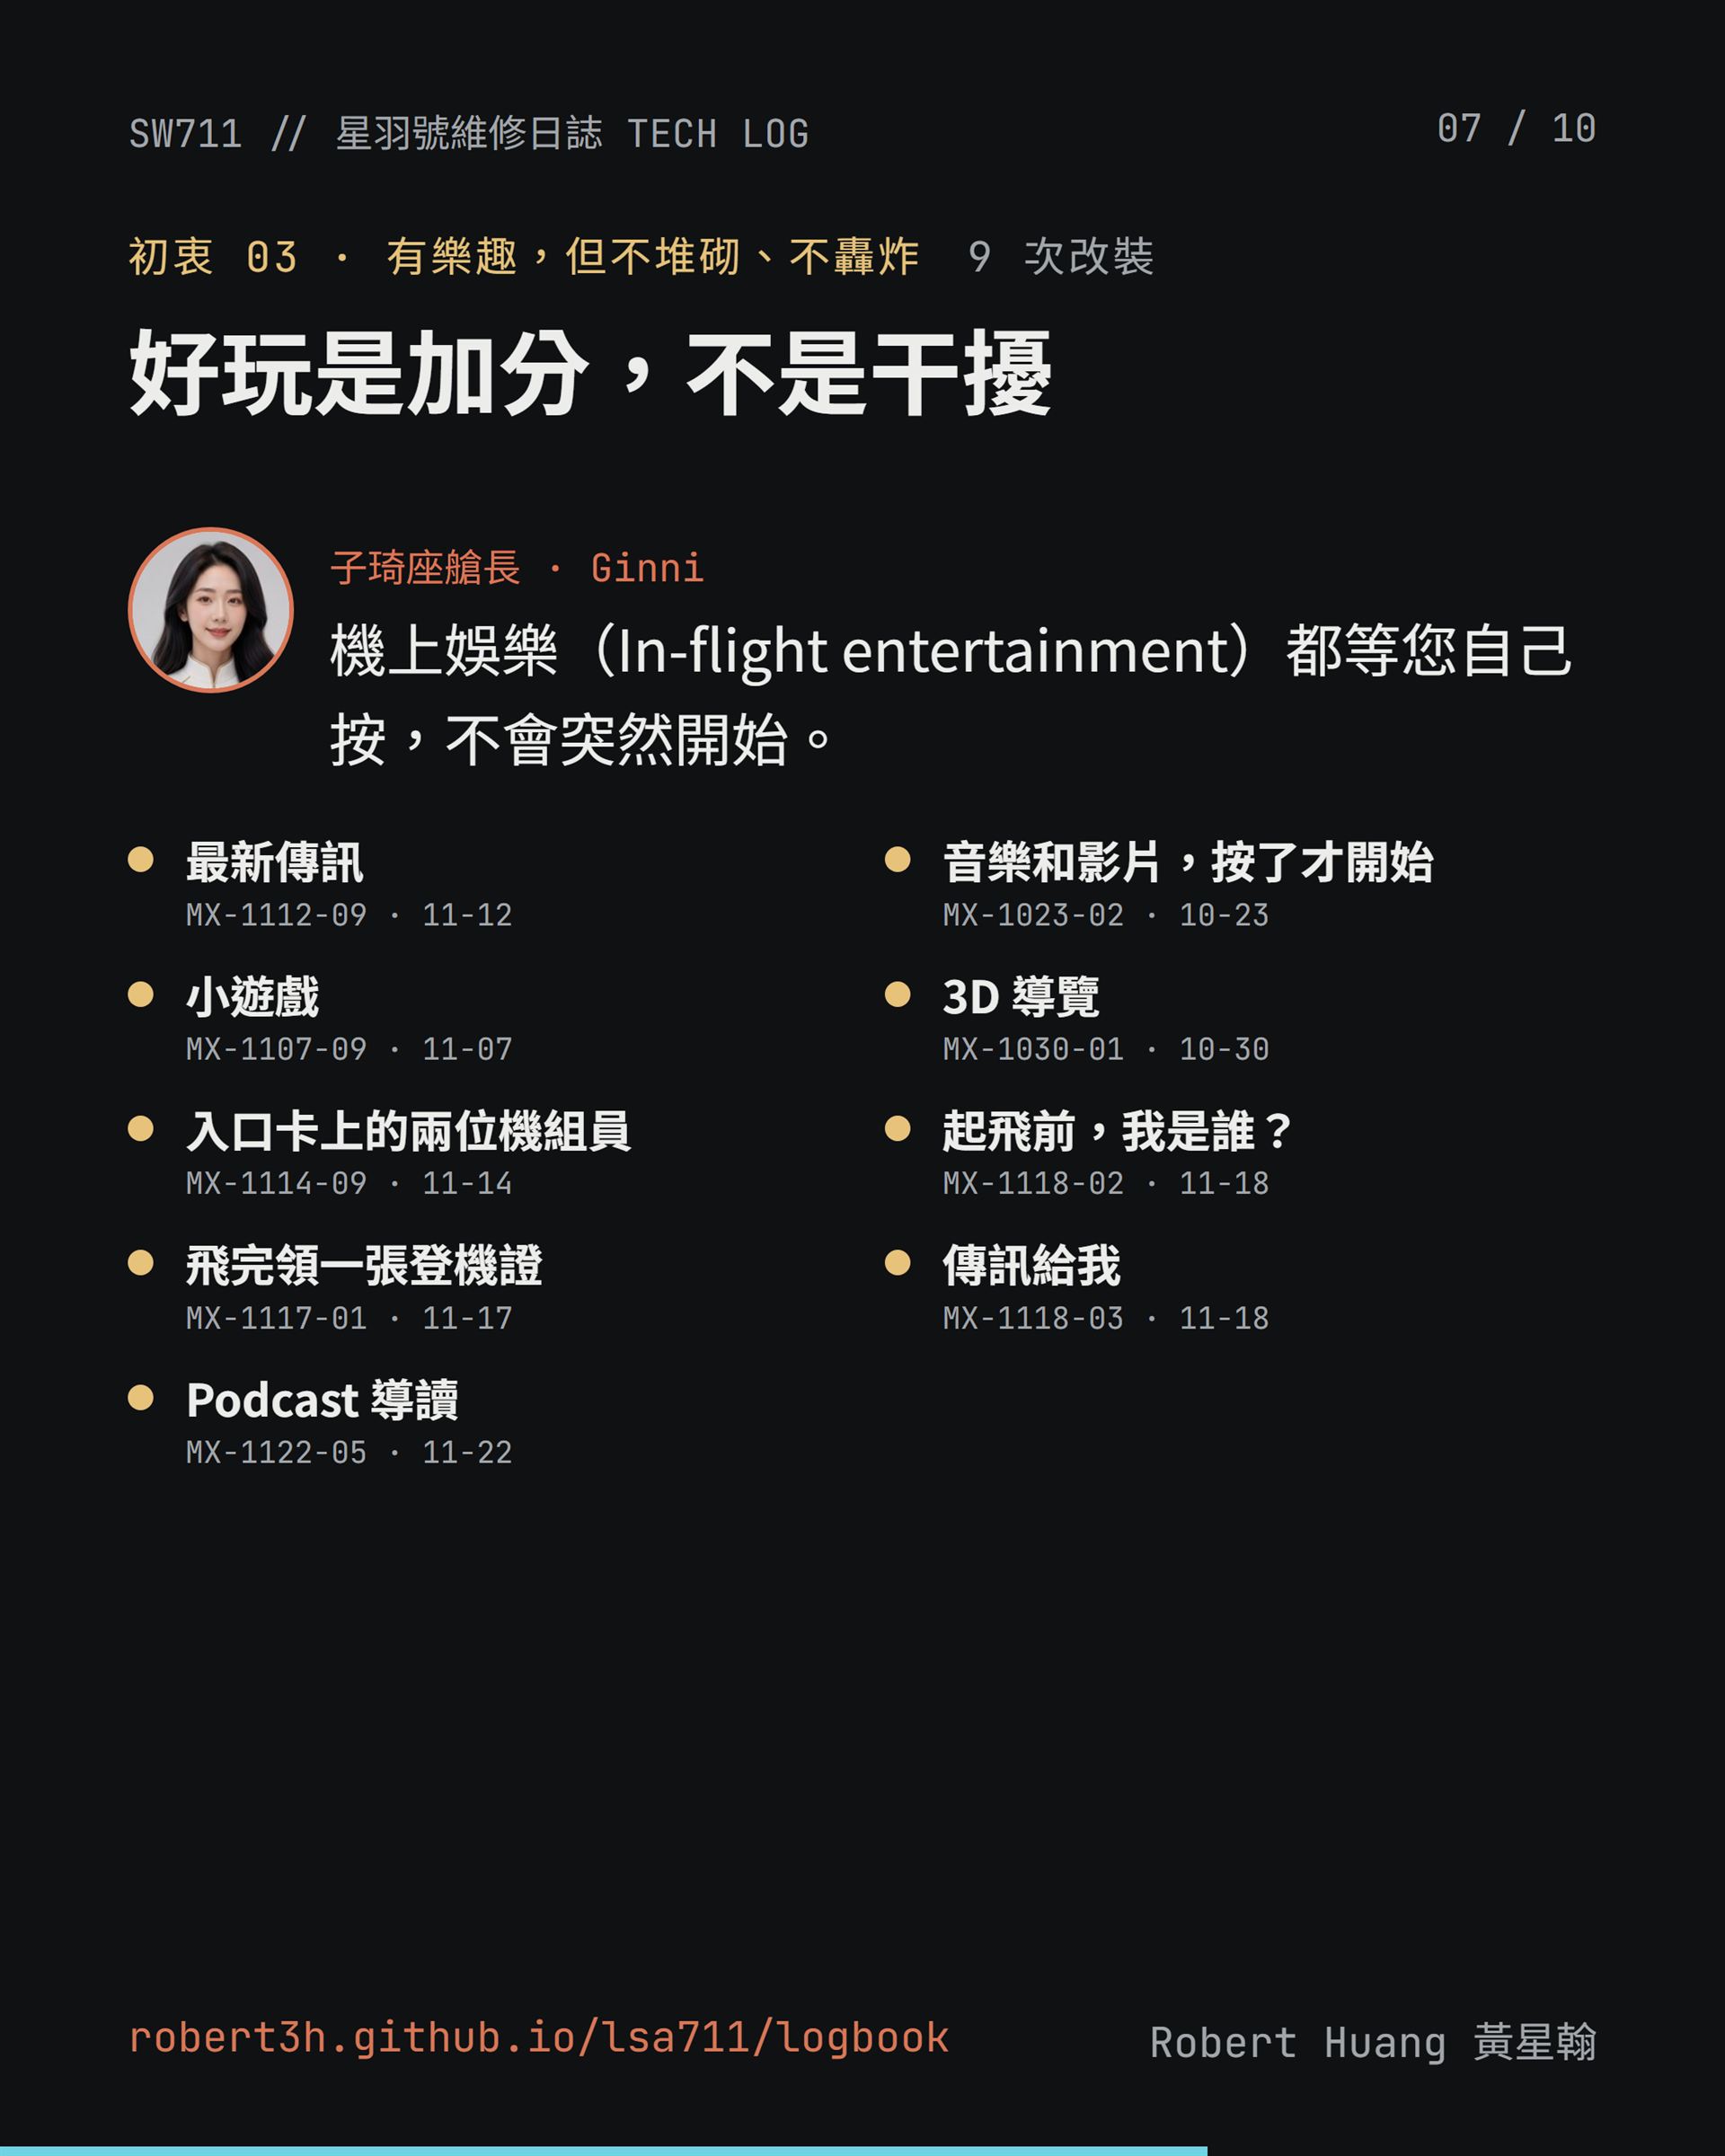 SW711 // 星羽號維修日誌 TECH LOG
07 / 10
初衷 03 · 有樂趣，但不堆砌、不轟炸 9 次改裝
好玩是加分，不是干擾
子琦座艙長 · Ginni
機上娛樂（In-flight entertainment）都等您自己
按，不會突然開始。
最新傳訊
MX-1112-09 · 11-12
音樂和影片，按了才開始
MX-1023-02 · 10-23
小遊戲
MX-1107-09 · 11-07
3D 導覽
MX-1030-01 · 10-30
入口卡上的兩位機組員
MX-1114-09 · 11-14
起飛前，我是誰？
MX-1118-02 · 11-18
飛完領一張登機證
MX-1117-01 · 11-17
傳訊給我
MX-1118-03 · 11-18
Podcast 導讀
MX-1122-05 · 11-22
robert3h.github.io/lsa711/logbook
Robert Huang 黃星翰